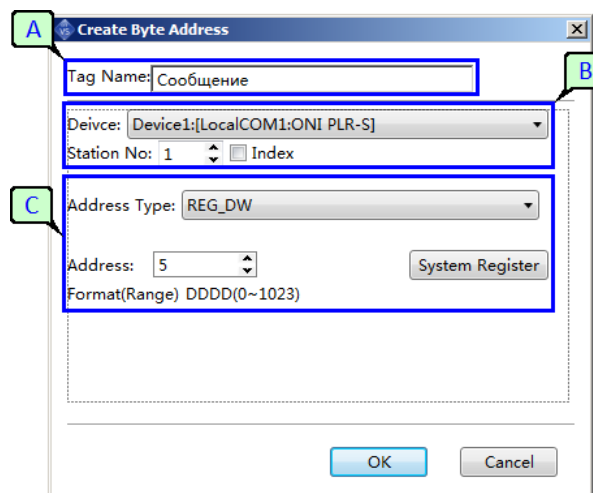 A
Create Byte Address
Tag Name: Сообщение
B
Deivce: Device1:[LocalCOM1:ONI PLR-S]
Station No: 1 Index
C
Address Type: REG_DW
Address: 5 System Register
Format(Range) DDDD(0~1023)
OK Cancel